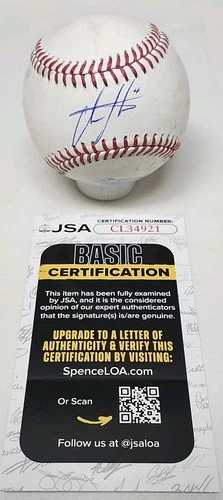 CERTIFICATION NUMBER:
JSA CL34921
BASIC
CERTIFICATION
This item has been fully examined
by JSA, and it is the considered
opinion of our expert authenticators
that the signature(s) is/are genuine.
UPGRADE TO A LETTER OF
AUTHENTICITY & VERIFY THIS
CERTIFICATION BY VISITING:
SpenceLOA.com
Or Scan
Follow us at @jsaloa